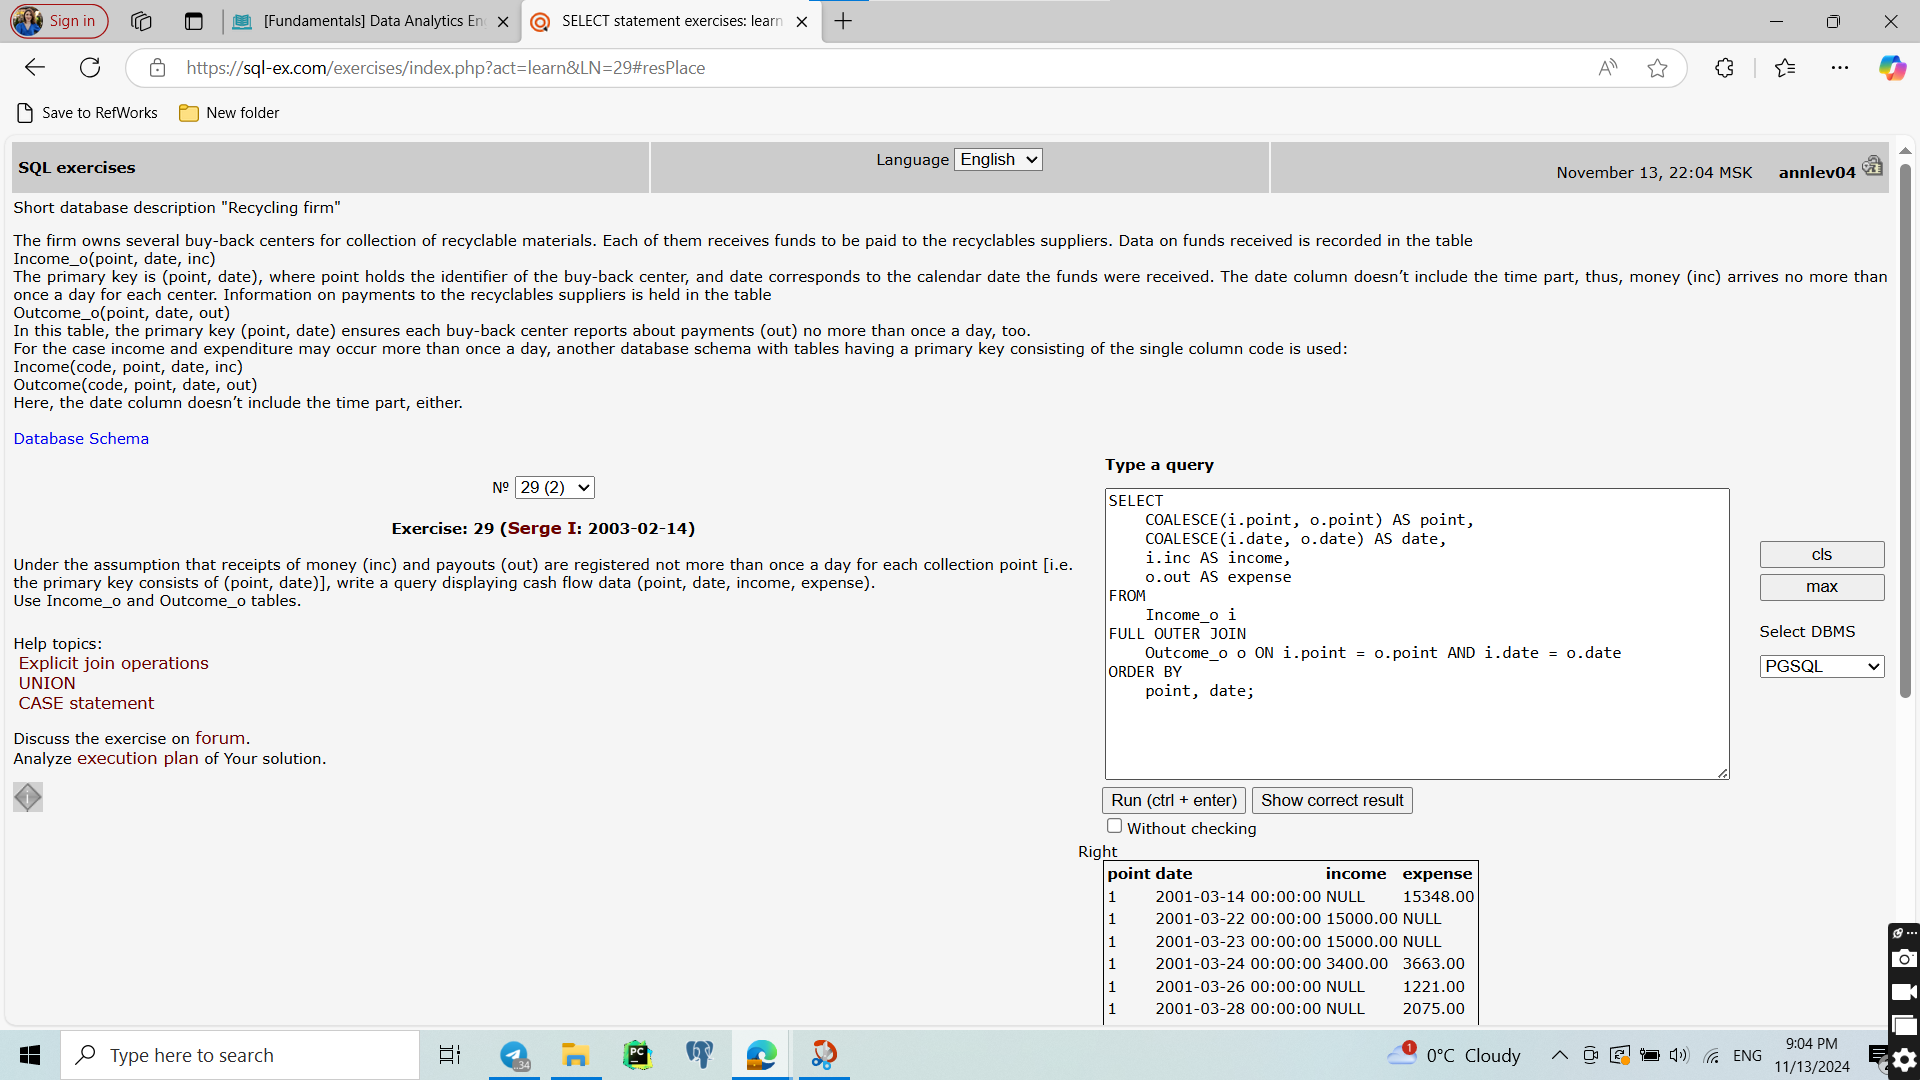 Sign in
[Fundamentals] Data Analytics En
SELECT statement exercises: learn
https://sql-ex.com/exercises/index.php?act=learn&LN=29#resPlace
Save to RefWorks
New folder
SQL exercises
Language English
November 13, 22:04 MSK annlev04
Short database description "Recycling firm"
The firm owns several buy-back centers for collection of recyclable materials. Each of them receives funds to be paid to the recyclables suppliers. Data on funds received is recorded in the table
Income_o(point, date, inc)
The primary key is (point, date), where point holds the identifier of the buy-back center, and date corresponds to the calendar date the funds were received. The date column doesn’t include the time part, thus, money (inc) arrives no more than
once a day for each center. Information on payments to the recyclables suppliers is held in the table
Outcome_o(point, date, out)
In this table, the primary key (point, date) ensures each buy-back center reports about payments (out) no more than once a day, too.
For the case income and expenditure may occur more than once a day, another database schema with tables having a primary key consisting of the single column code is used:
Income(code, point, date, inc)
Outcome(code, point, date, out)
Here, the date column doesn’t include the time part, either.
Database Schema
№ 29 (2)
Exercise: 29 (Serge I: 2003-02-14)
Under the assumption that receipts of money (inc) and payouts (out) are registered not more than once a day for each collection point [i.e.
the primary key consists of (point, date)], write a query displaying cash flow data (point, date, income, expense).
Use Income_o and Outcome_o tables.
Help topics:
Explicit join operations
UNION
CASE statement
Discuss the exercise on forum.
Analyze execution plan of Your solution.
Type a query
SELECT
COALESCE(i.point, o.point) AS point,
COALESCE(i.date, o.date) AS date,
i.inc AS income,
o.out AS expense
FROM
Income_o i
FULL OUTER JOIN
Outcome_o o ON i.point = o.point AND i.date = o.date
ORDER BY
point, date;
cls
max
Select DBMS
PGSQL
Run (ctrl + enter)
Show correct result
Without checking
Right
point date income expense
1 2001-03-14 00:00:00 NULL 15348.00
1 2001-03-22 00:00:00 15000.00 NULL
1 2001-03-23 00:00:00 15000.00 NULL
1 2001-03-24 00:00:00 3400.00 3663.00
1 2001-03-26 00:00:00 NULL 1221.00
1 2001-03-28 00:00:00 NULL 2075.00
Type here to search
34
PC
1
0°C Cloudy
ENG
9:04 PM
11/13/2024